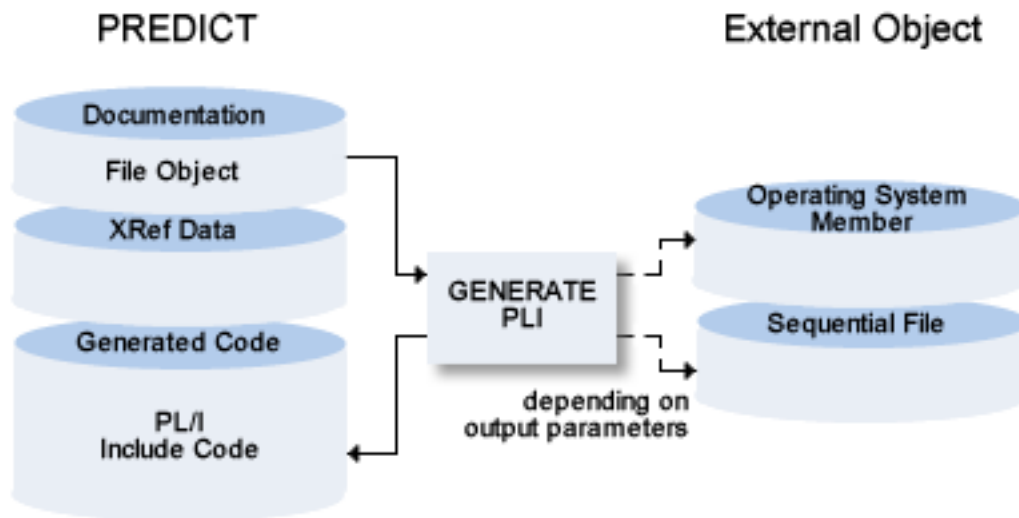 PREDICT
External Object
Documentation
File Object
XRef Data
Generated Code
PL/I
Include Code
GENERATE
PLI
depending on
output parameters
Operating System
Member
Sequential File